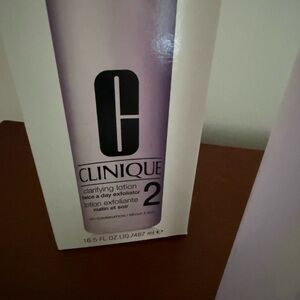 C
CLINIQUE
clarifying lotion
twice a day exfoliator
lotion exfoliante
matin et soir
2
16.5 FL.OZ.LIQ./487 ml ℮